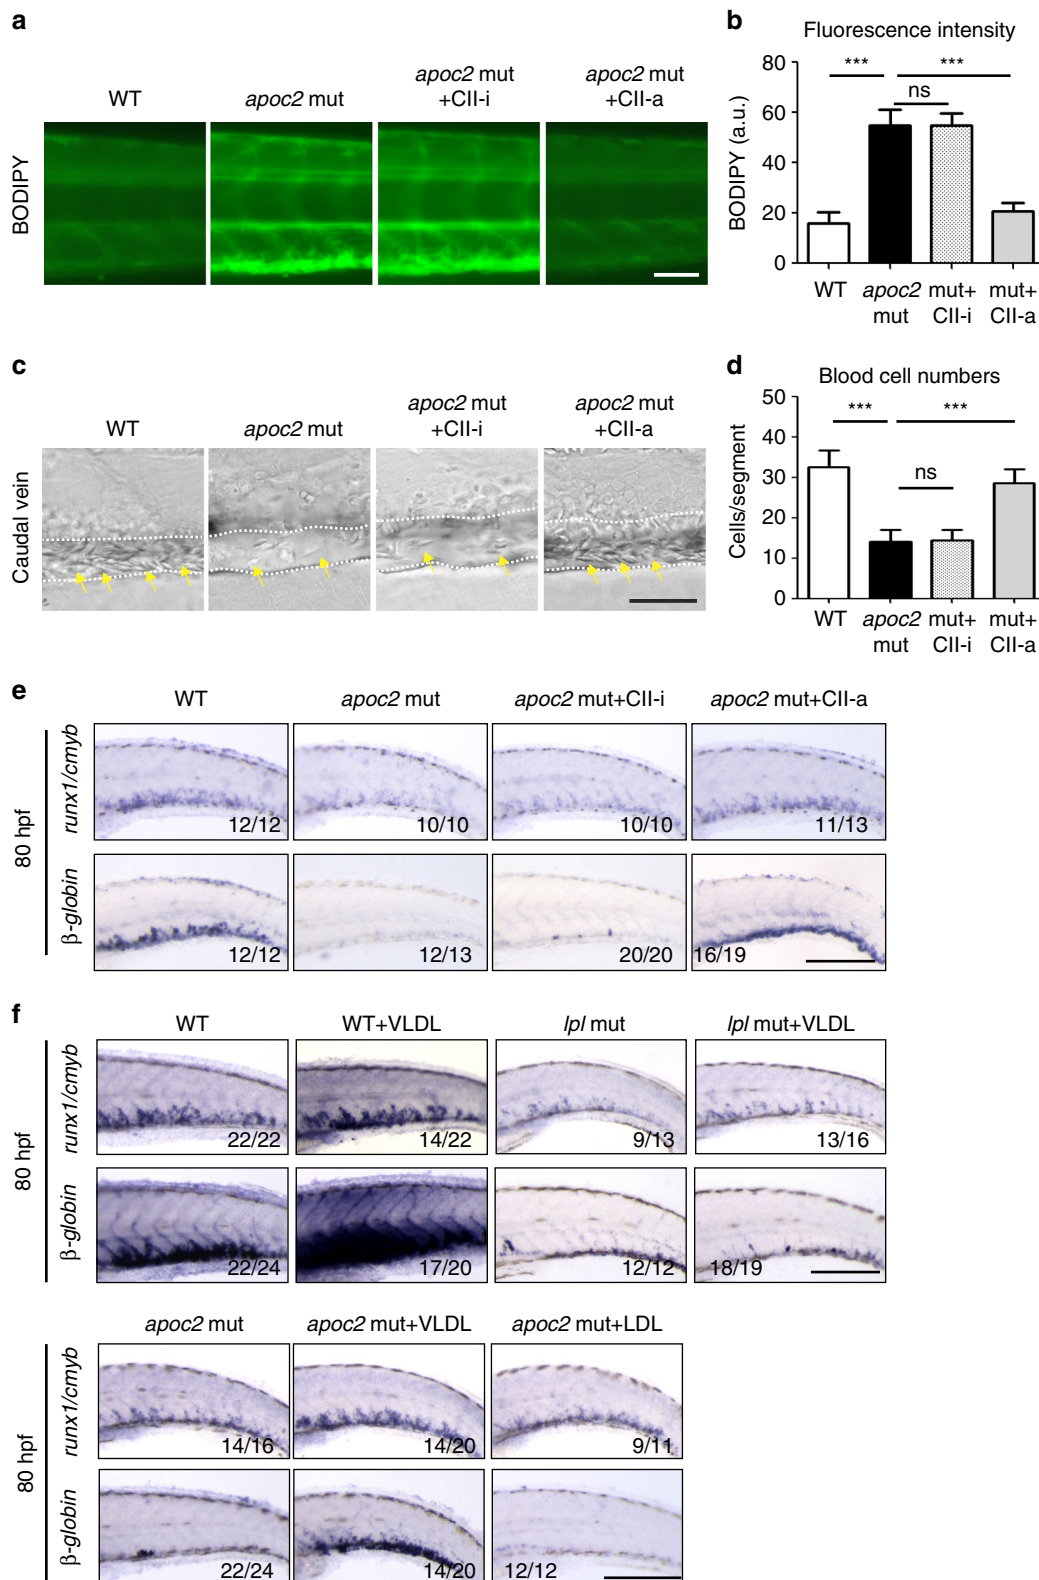 a
WT
apoc2 mut
apoc2 mut
+CII-i
apoc2 mut
+CII-a
BODIPY
b
Fluorescence intensity
BODIPY (a.u.)
80
60
40
20
0
***
***
ns
WT
apoc2
mut
mut+
CII-i
mut+
CII-a
c
WT
apoc2 mut
apoc2 mut
+CII-i
apoc2 mut
+CII-a
Caudal vein
d
Blood cell numbers
Cells/segment
50
40
30
20
10
0
***
***
ns
WT
apoc2
mut
mut+
CII-i
mut+
CII-a
e
WT
apoc2 mut
apoc2 mut+CII-i
apoc2 mut+CII-a
80 hpf
runx1/cmyb
12/12
10/10
10/10
11/13
β-globin
12/12
12/13
20/20
16/19
f
WT
WT+VLDL
lpl mut
lpl mut+VLDL
80 hpf
runx1/cmyb
22/22
14/22
9/13
13/16
β-globin
22/24
17/20
12/12
18/19
apoc2 mut
apoc2 mut+VLDL
apoc2 mut+LDL
80 hpf
runx1/cmyb
14/16
14/20
9/11
β-globin
22/24
14/20
12/12